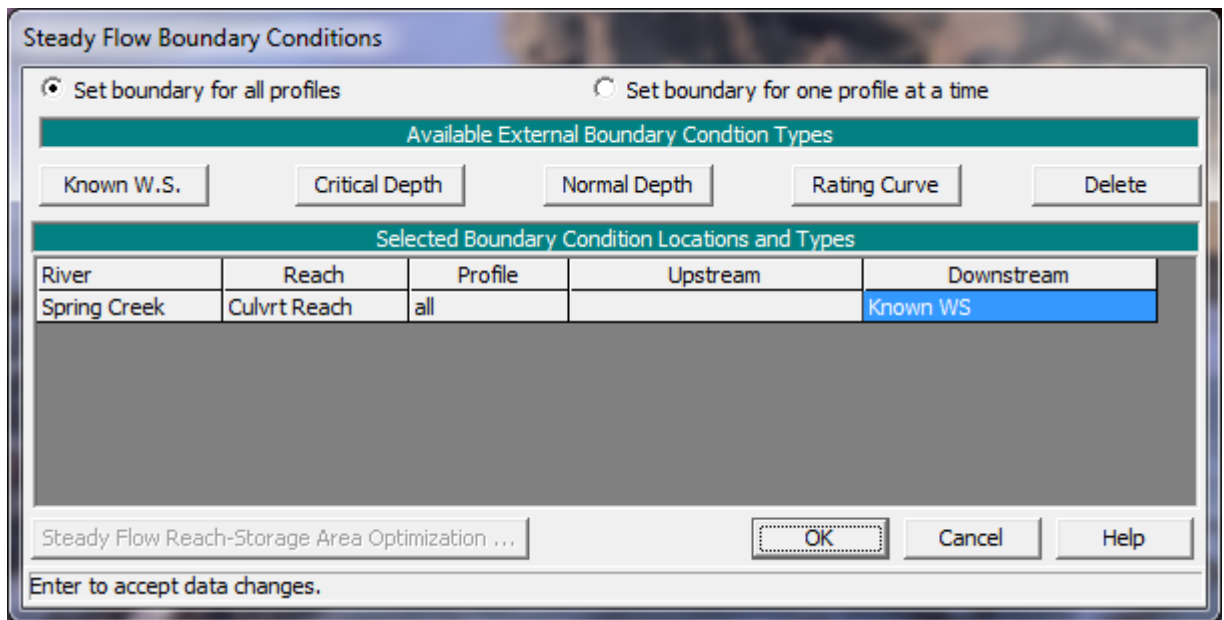 Steady Flow Boundary Conditions
Set boundary for all profiles Set boundary for one profile at a time
Available External Boundary Condtion Types
Known W.S. Critical Depth Normal Depth Rating Curve Delete
Selected Boundary Condition Locations and Types
River Reach Profile Upstream Downstream
Spring Creek Culvrt Reach all Known WS
Steady Flow Reach-Storage Area Optimization ... OK Cancel Help
Enter to accept data changes.